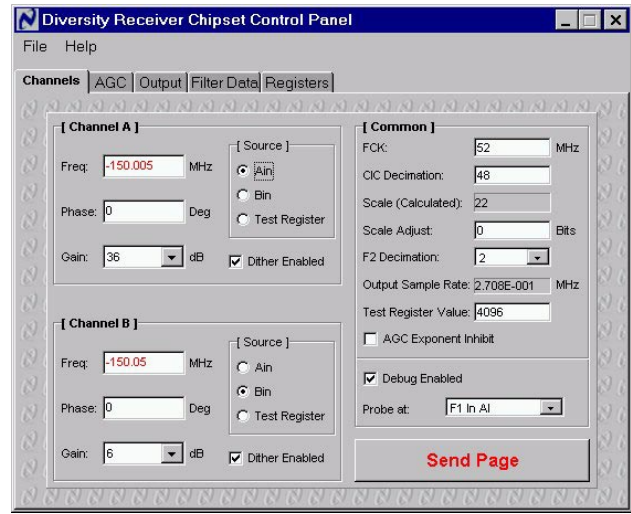 Diversity Receiver Chipset Control Panel
File Help
Channels AGC Output Filter Data Registers
[ Channel A ]
Freq: -150.005 MHz
Phase: 0 Deg
Gain: 36 dB
[ Source ]
Ain
Bin
Test Register
Dither Enabled
[ Channel B ]
Freq: -150.05 MHz
Phase: 0 Deg
Gain: 6 dB
[ Source ]
Ain
Bin
Test Register
Dither Enabled
[ Common ]
FCK: 52 MHz
CIC Decimation: 48
Scale (Calculated): 22
Scale Adjust: 0 Bits
F2 Decimation: 2
Output Sample Rate: 2.708E-001 MHz
Test Register Value: 4096
AGC Exponent Inhibit
Debug Enabled
Probe at: F1 In AI
Send Page